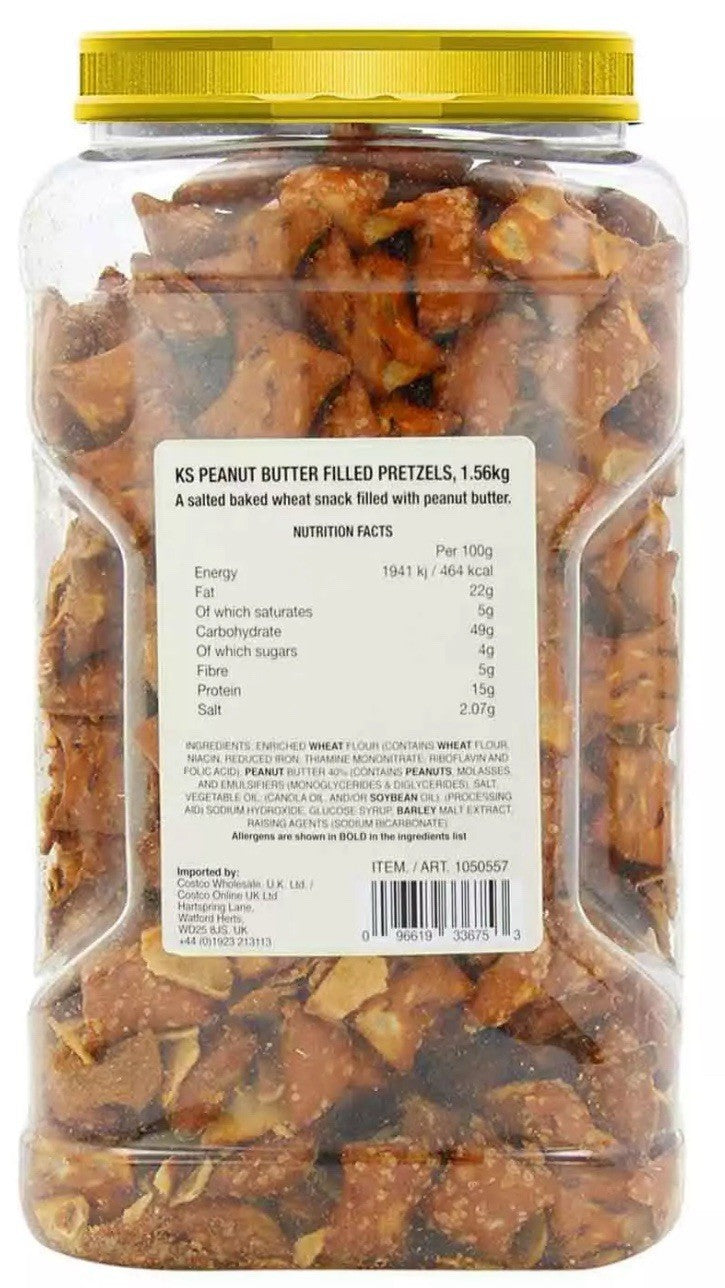 KS PEANUT BUTTER FILLED PRETZELS, 1.56kg
A salted baked wheat snack filled with peanut butter.
NUTRITION FACTS
Per 100g
Energy 1941 kj / 464 kcal
Fat 22g
Of which saturates 5g
Carbohydrate 49g
Of which sugars 4g
Fibre 5g
Protein 15g
Salt 2.07g
INGREDIENTS: ENRICHED WHEAT FLOUR (CONTAINS WHEAT FLOUR,
NIACIN, REDUCED IRON, THIAMINE MONONITRATE, RIBOFLAVIN AND
FOLIC ACID), PEANUT BUTTER 40% (CONTAINS PEANUTS, MOLASSES
AND EMULSIFIERS (MONOGLYCERIDES & DIGLYCERIDES), SALT,
VEGETABLE OIL, (CANOLA OIL, AND/OR SOYBEAN OIL), (PROCESSING
AID) SODIUM HYDROXIDE, GLUCOSE SYRUP, BARLEY MALT EXTRACT,
RAISING AGENTS (SODIUM BICARBONATE)
Allergens are shown in BOLD in the ingredients list
Imported by:
Costco Wholesale U.K. Ltd. /
Costco Online UK Ltd
Hartspring Lane,
Watford Herts,
WD25 8JS, UK
+44 (0)1923 213113
ITEM. / ART. 1050557
0 96619 33675 3